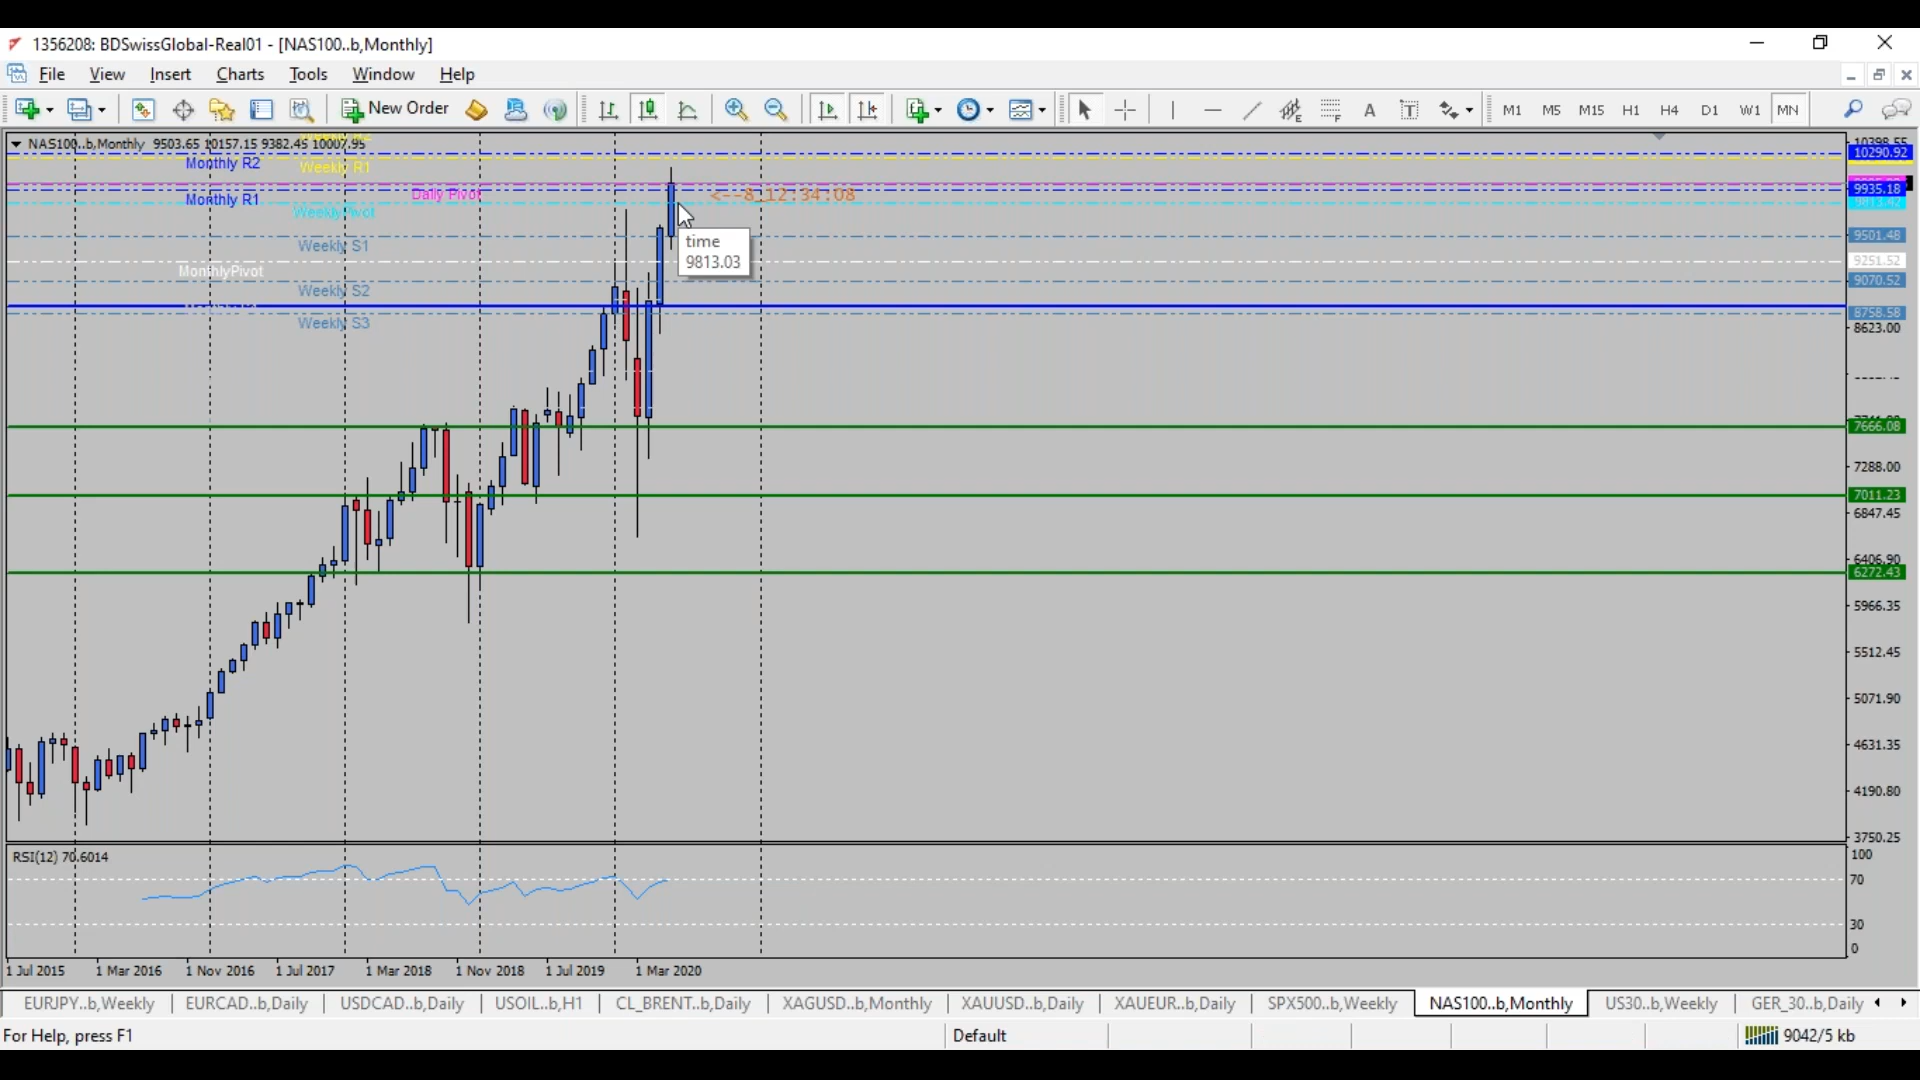 1356208: BDSwissGlobal-Real01 - [NAS100..b,Monthly]
File View Insert Charts Tools Window Help
New Order A T M1 M5 M15 H1 H4 D1 W1 MN
NAS100..b,Monthly 9503.65 10157.15 9382.45 10007.95
10290.92
Monthly R2 Weekly R1
Monthly R1 Daily Pivot <--8_12:34:08 9935.18
WeeklyPivot 9813.42
Weekly S1 time 9501.48
9813.03
MonthlyPivot 9251.52
Weekly S2 9070.52
Weekly S3 8758.58
8623.00
7666.08
7288.00
7011.23
6847.45
6406.90
6272.43
5966.35
5512.45
5071.90
4631.35
4190.80
3750.25
RSI(12) 70.6014 100
70
30
0
1 Jul 2015 1 Mar 2016 1 Nov 2016 1 Jul 2017 1 Mar 2018 1 Nov 2018 1 Jul 2019 1 Mar 2020
EURJPY..b,Weekly EURCAD..b,Daily USDCAD..b,Daily USOIL..b,H1 CL_BRENT..b,Daily XAGUSD..b,Monthly XAUUSD..b,Daily XAUEUR..b,Daily SPX500..b,Weekly NAS100..b,Monthly US30..b,Weekly GER_30..b,Daily
For Help, press F1 Default 9042/5 kb